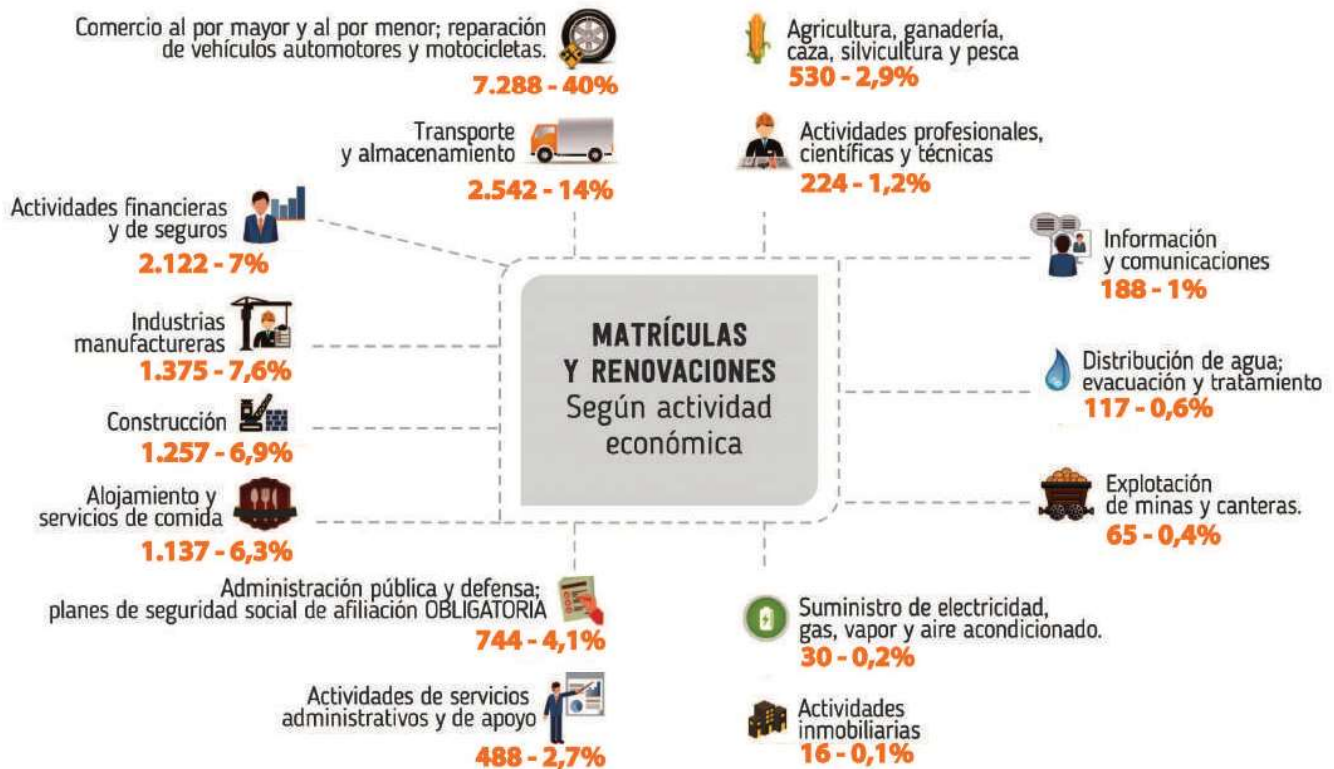 Comercio al por mayor y al por menor; reparación
de vehículos automotores y motocicletas.
7.288 - 40%
Transporte
y almacenamiento
2.542 - 14%
Actividades financieras
y de seguros
2.122 - 7%
Industrias
manufactureras
1.375 - 7,6%
Construcción
1.257 - 6,9%
Alojamiento y
servicios de comida
1.137 - 6,3%
Administración pública y defensa;
planes de seguridad social de afiliación OBLIGATORIA
744 - 4,1%
Actividades de servicios
administrativos y de apoyo
488 - 2,7%
MATRÍCULAS
Y RENOVACIONES
Según actividad
económica
Agricultura, ganadería,
caza, silvicultura y pesca
530 - 2,9%
Actividades profesionales,
científicas y técnicas
224 - 1,2%
Información
y comunicaciones
188 - 1%
Distribución de agua;
evacuación y tratamiento
117 - 0,6%
Explotación
de minas y canteras.
65 - 0,4%
Suministro de electricidad,
gas, vapor y aire acondicionado.
30 - 0,2%
Actividades
inmobiliarias
16 - 0,1%